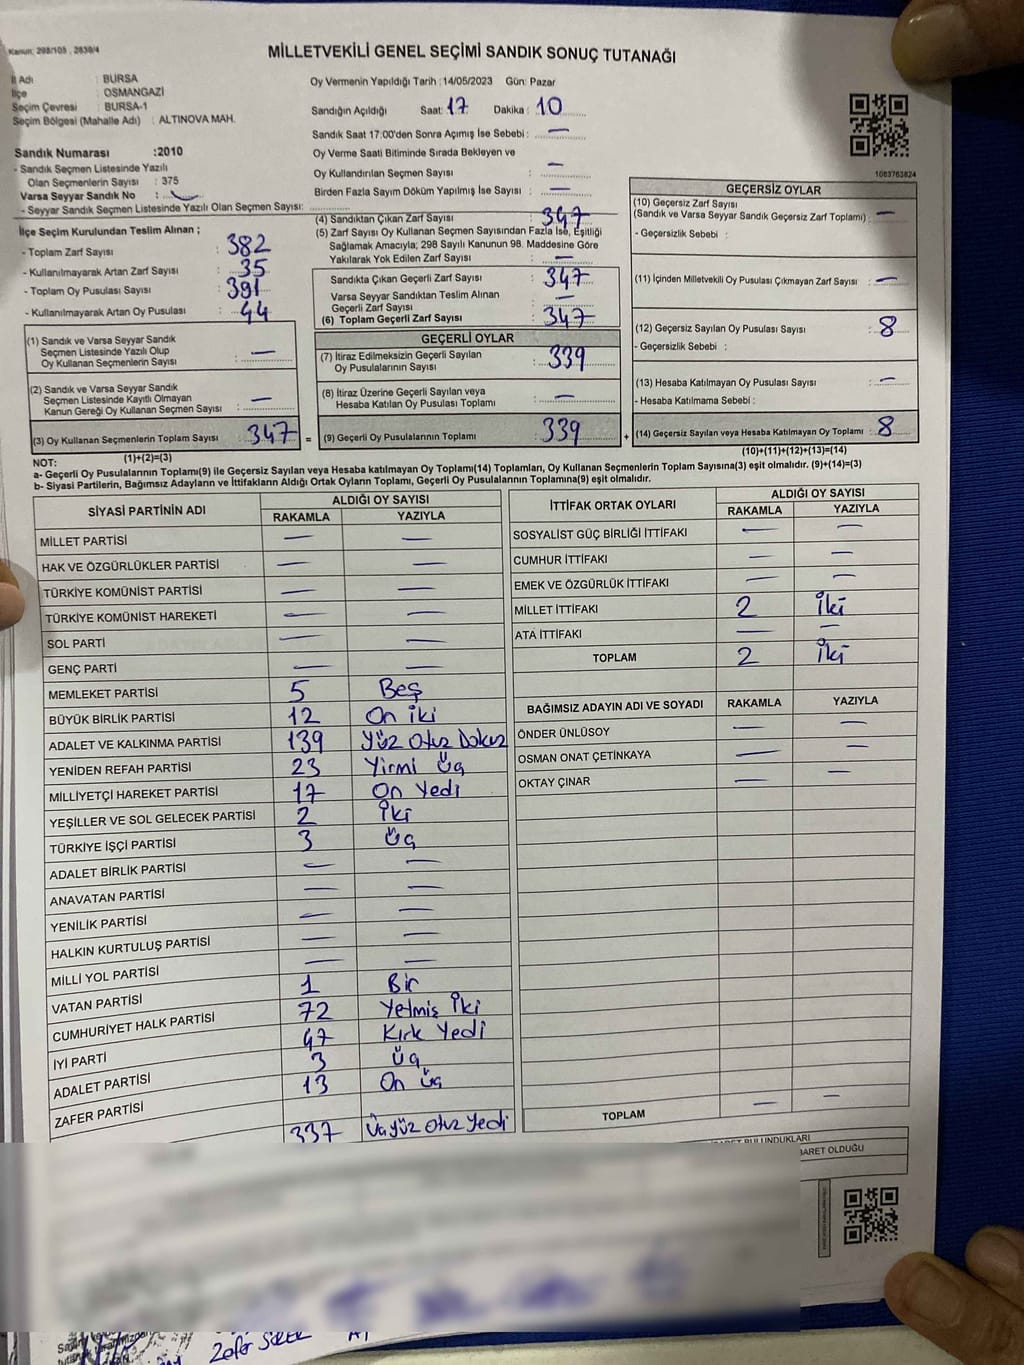 Kanun: 298/105 , 2839/4
MİLLETVEKİLİ GENEL SEÇİMİ SANDIK SONUÇ TUTANAĞI
İl Adı : BURSA
İlçe : OSMANGAZİ
Seçim Çevresi : BURSA-1
Seçim Bölgesi (Mahalle Adı) : ALTINOVA MAH.
Oy Vermenin Yapıldığı Tarih :14/05/2023 Gün: Pazar
Sandığın Açıldığı Saat: 17 Dakika : 10
Sandık Saat 17:00'den Sonra Açılmış İse Sebebi : —
Oy Verme Saati Bitiminde Sırada Bekleyen ve
Oy Kullandırılan Seçmen Sayısı : —
Birden Fazla Sayım Döküm Yapılmış İse Sayısı : —
1083763824
Sandık Numarası :2010
- Sandık Seçmen Listesinde Yazılı
Olan Seçmenlerin Sayısı : 375
Varsa Seyyar Sandık No :
- Seyyar Sandık Seçmen Listesinde Yazılı Olan Seçmen Sayısı:
İlçe Seçim Kurulundan Teslim Alınan ;
- Toplam Zarf Sayısı : 382
- Kullanılmayarak Artan Zarf Sayısı : 35
- Toplam Oy Pusulası Sayısı : 391
- Kullanılmayarak Artan Oy Pusulası : 44
(1) Sandık ve Varsa Seyyar Sandık
Seçmen Listesinde Yazılı Olup
Oy Kullanan Seçmenlerin Sayısı : —
(2) Sandık ve Varsa Seyyar Sandık
Seçmen Listesinde Kayıtlı Olmayan
Kanun Gereği Oy Kullanan Seçmen Sayısı : —
(3) Oy Kullanan Seçmenlerin Toplam Sayısı 347 =
(1)+(2)=(3)
(4) Sandıktan Çıkan Zarf Sayısı : 347
(5) Zarf Sayısı Oy Kullanan Seçmen Sayısından Fazla İse, Eşitliği
Sağlamak Amacıyla; 298 Sayılı Kanunun 98. Maddesine Göre
Yakılarak Yok Edilen Zarf Sayısı : —
Sandıkta Çıkan Geçerli Zarf Sayısı : 347
Varsa Seyyar Sandıktan Teslim Alınan
Geçerli Zarf Sayısı : —
(6) Toplam Geçerli Zarf Sayısı : 347
GEÇERLİ OYLAR
(7) İtiraz Edilmeksizin Geçerli Sayılan
Oy Pusulalarının Sayısı : 339
(8) İtiraz Üzerine Geçerli Sayılan veya
Hesaba Katılan Oy Pusulası Toplamı : —
(9) Geçerli Oy Pusulalarının Toplamı 339 +
GEÇERSİZ OYLAR
(10) Geçersiz Zarf Sayısı
(Sandık ve Varsa Seyyar Sandık Geçersiz Zarf Toplamı) : —
- Geçersizlik Sebebi :
(11) İçinden Milletvekili Oy Pusulası Çıkmayan Zarf Sayısı : —
(12) Geçersiz Sayılan Oy Pusulası Sayısı : 8
- Geçersizlik Sebebi :
(13) Hesaba Katılmayan Oy Pusulası Sayısı : —
- Hesaba Katılmama Sebebi :
(14) Geçersiz Sayılan veya Hesaba Katılmayan Oy Toplamı : 8
(10)+(11)+(12)+(13)=(14)
NOT:
a- Geçerli Oy Pusulalarının Toplamı(9) ile Geçersiz Sayılan veya Hesaba katılmayan Oy Toplamı(14) Toplamları, Oy Kullanan Seçmenlerin Toplam Sayısına(3) eşit olmalıdır. (9)+(14)=(3)
b- Siyasi Partilerin, Bağımsız Adayların ve İttifakların Aldığı Ortak Oyların Toplamı, Geçerli Oy Pusulalarının Toplamına(9) eşit olmalıdır.
SİYASİ PARTİNİN ADI ALDIĞI OY SAYISI
RAKAMLA YAZIYLA
MİLLET PARTİSİ — —
HAK VE ÖZGÜRLÜKLER PARTİSİ — —
TÜRKİYE KOMÜNİST PARTİSİ — —
TÜRKİYE KOMÜNİST HAREKETİ — —
SOL PARTİ — —
GENÇ PARTİ — —
MEMLEKET PARTİSİ 5 Beş
BÜYÜK BİRLİK PARTİSİ 12 On iki
ADALET VE KALKINMA PARTİSİ 139 Yüz Otuz Dokuz
YENİDEN REFAH PARTİSİ 23 Yirmi Üç
MİLLİYETÇİ HAREKET PARTİSİ 17 On Yedi
YEŞİLLER VE SOL GELECEK PARTİSİ 2 İki
TÜRKİYE İŞÇİ PARTİSİ 3 Üç
ADALET BİRLİK PARTİSİ — —
ANAVATAN PARTİSİ — —
YENİLİK PARTİSİ — —
HALKIN KURTULUŞ PARTİSİ — —
MİLLİ YOL PARTİSİ — —
VATAN PARTİSİ 1 Bir
CUMHURİYET HALK PARTİSİ 72 Yetmiş İki
İYİ PARTİ 47 Kırk Yedi
ADALET PARTİSİ 3 Üç
ZAFER PARTİSİ 13 On Üç
337 Üçyüz Otuz Yedi
İTTİFAK ORTAK OYLARI ALDIĞI OY SAYISI
RAKAMLA YAZIYLA
SOSYALİST GÜÇ BİRLİĞİ İTTİFAKI — —
CUMHUR İTTİFAKI — —
EMEK VE ÖZGÜRLÜK İTTİFAKI — —
MİLLET İTTİFAKI 2 İki
ATA İTTİFAKI — —
TOPLAM 2 İki
BAĞIMSIZ ADAYIN ADI VE SOYADI RAKAMLA YAZIYLA
ÖNDER ÜNLÜSOY — —
OSMAN ONAT ÇETİNKAYA — —
OKTAY ÇINAR — —
TOPLAM — —
BULUNDUKLARI
BARET OLDUĞU
Zafer